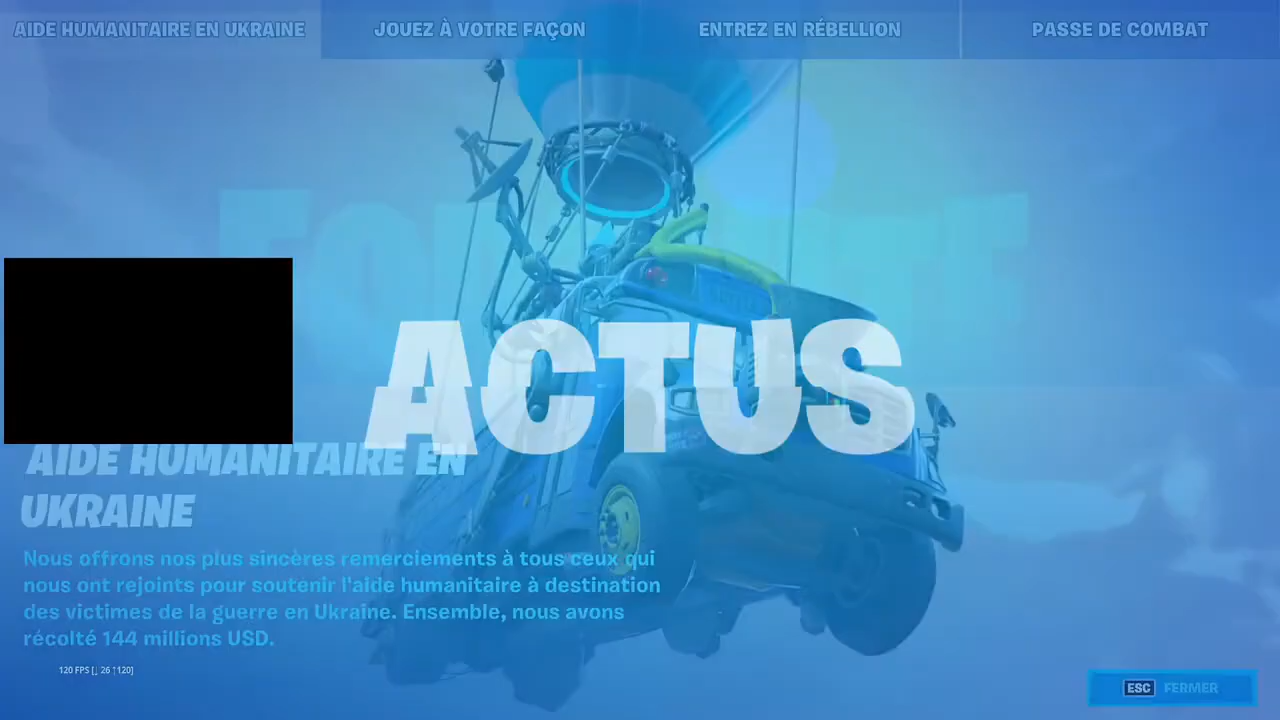 AIDE HUMANITAIRE EN UKRAINE
JOUEZ À VOTRE FAÇON
ENTREZ EN RÉBELLION
PASSE DE COMBAT
ACTUS
AIDE HUMANITAIRE EN
UKRAINE
Nous offrons nos plus sincères remerciements à tous ceux qui
nous ont rejoints pour soutenir l'aide humanitaire à destination
des victimes de la guerre en Ukraine. Ensemble, nous avons
récolté 144 millions USD.
120 FPS [↓ 26 ↑120]
ESC FERMER